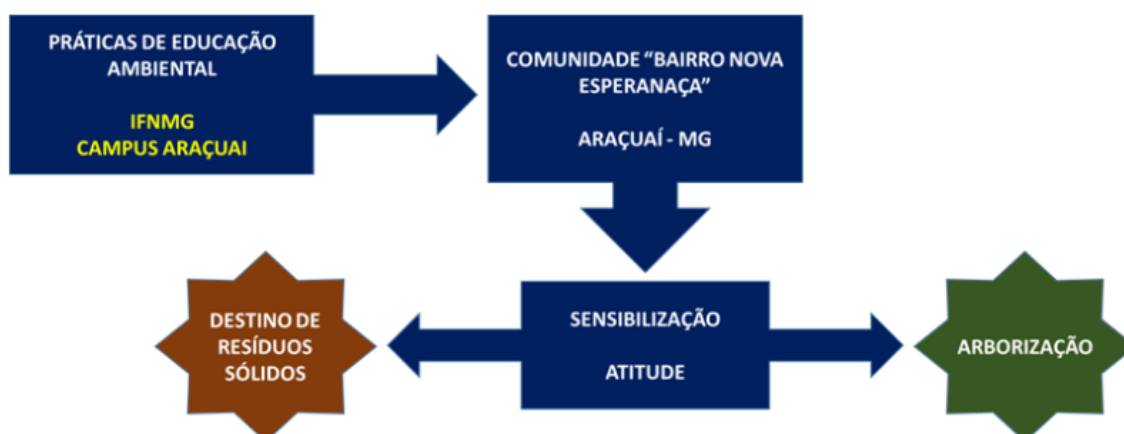 PRÁTICAS DE EDUCAÇÃO
AMBIENTAL
IFNMG
CAMPUS ARAÇUAI
COMUNIDADE “BAIRRO NOVA
ESPERANAÇA”
ARAÇUAÍ - MG
DESTINO DE
RESÍDUOS
SÓLIDOS
SENSIBILIZAÇÃO
ATITUDE
ARBORIZAÇÃO